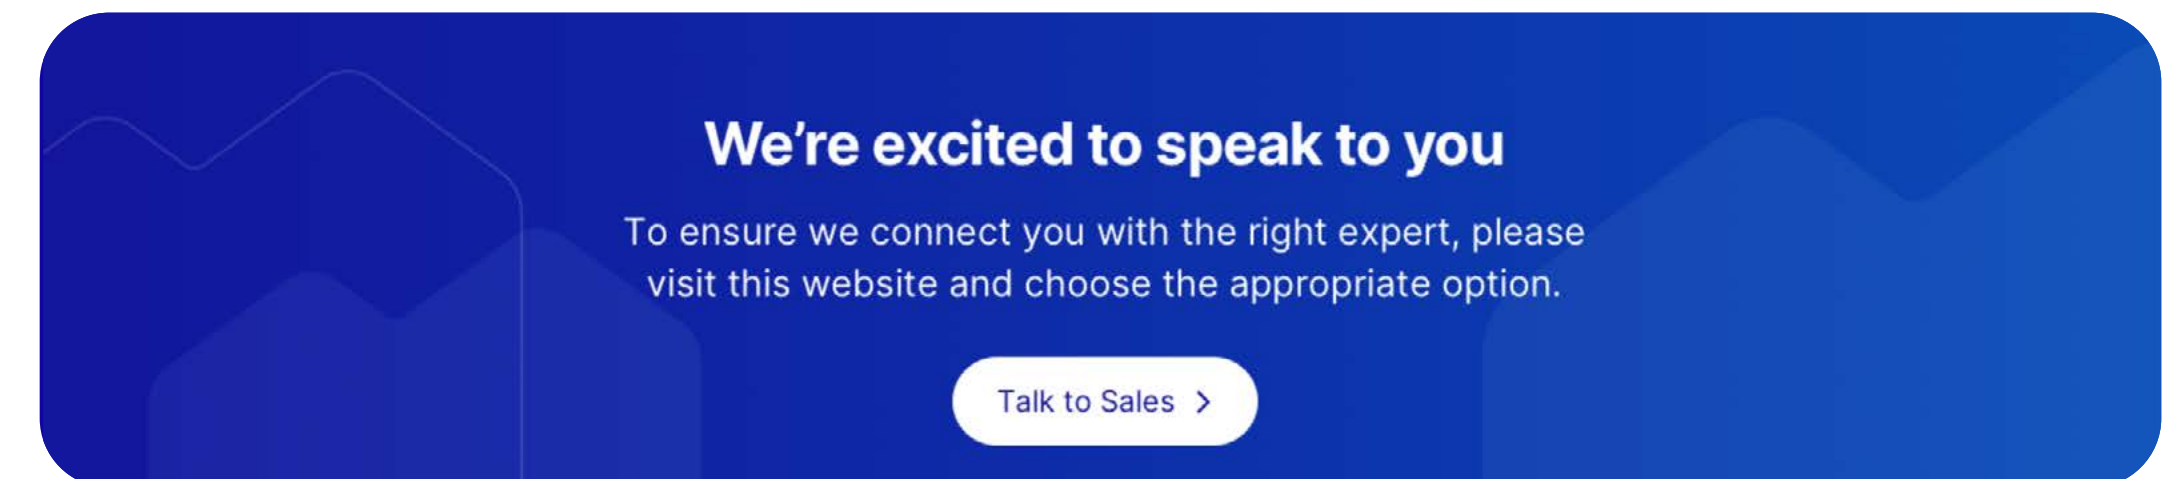 We’re excited to speak to you
To ensure we connect you with the right expert, please
visit this website and choose the appropriate option.
Talk to Sales